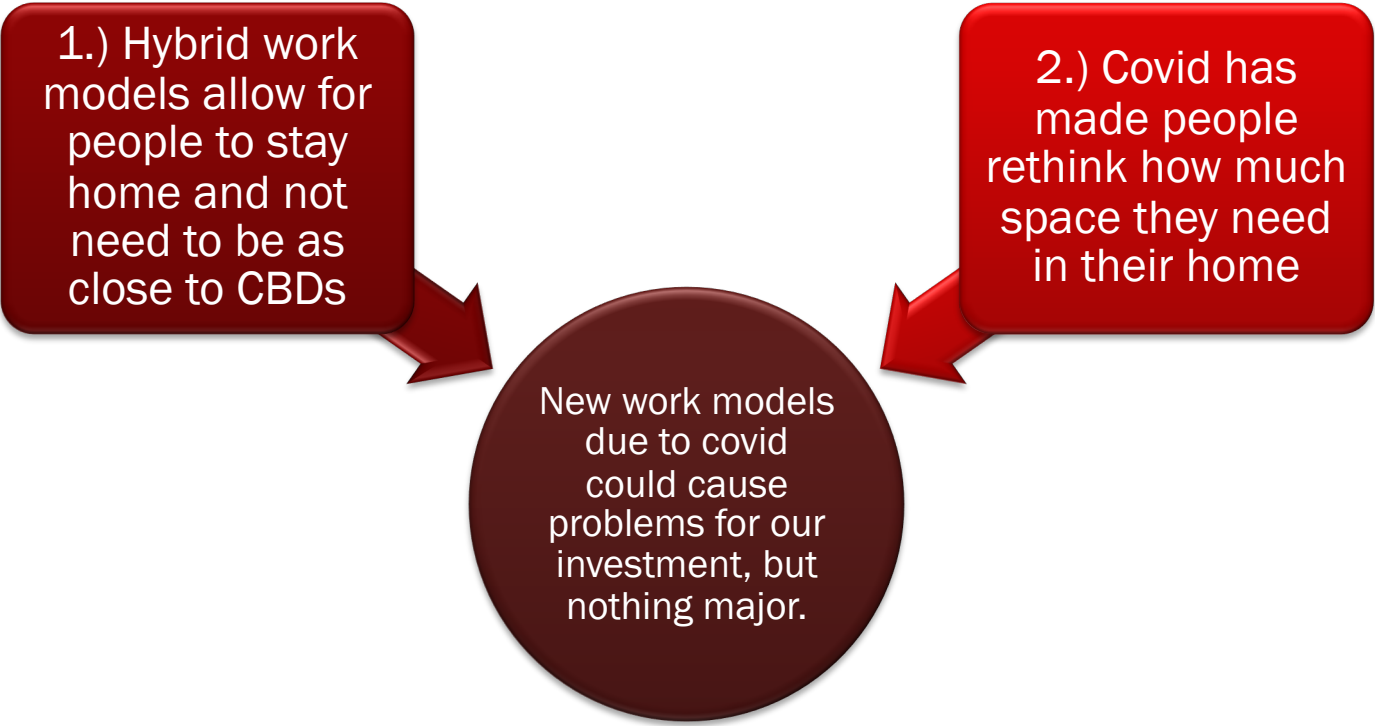 1.) Hybrid work
models allow for
people to stay
home and not
need to be as
close to CBDs
2.) Covid has
made people
rethink how much
space they need
in their home
New work models
due to covid
could cause
problems for our
investment, but
nothing major.